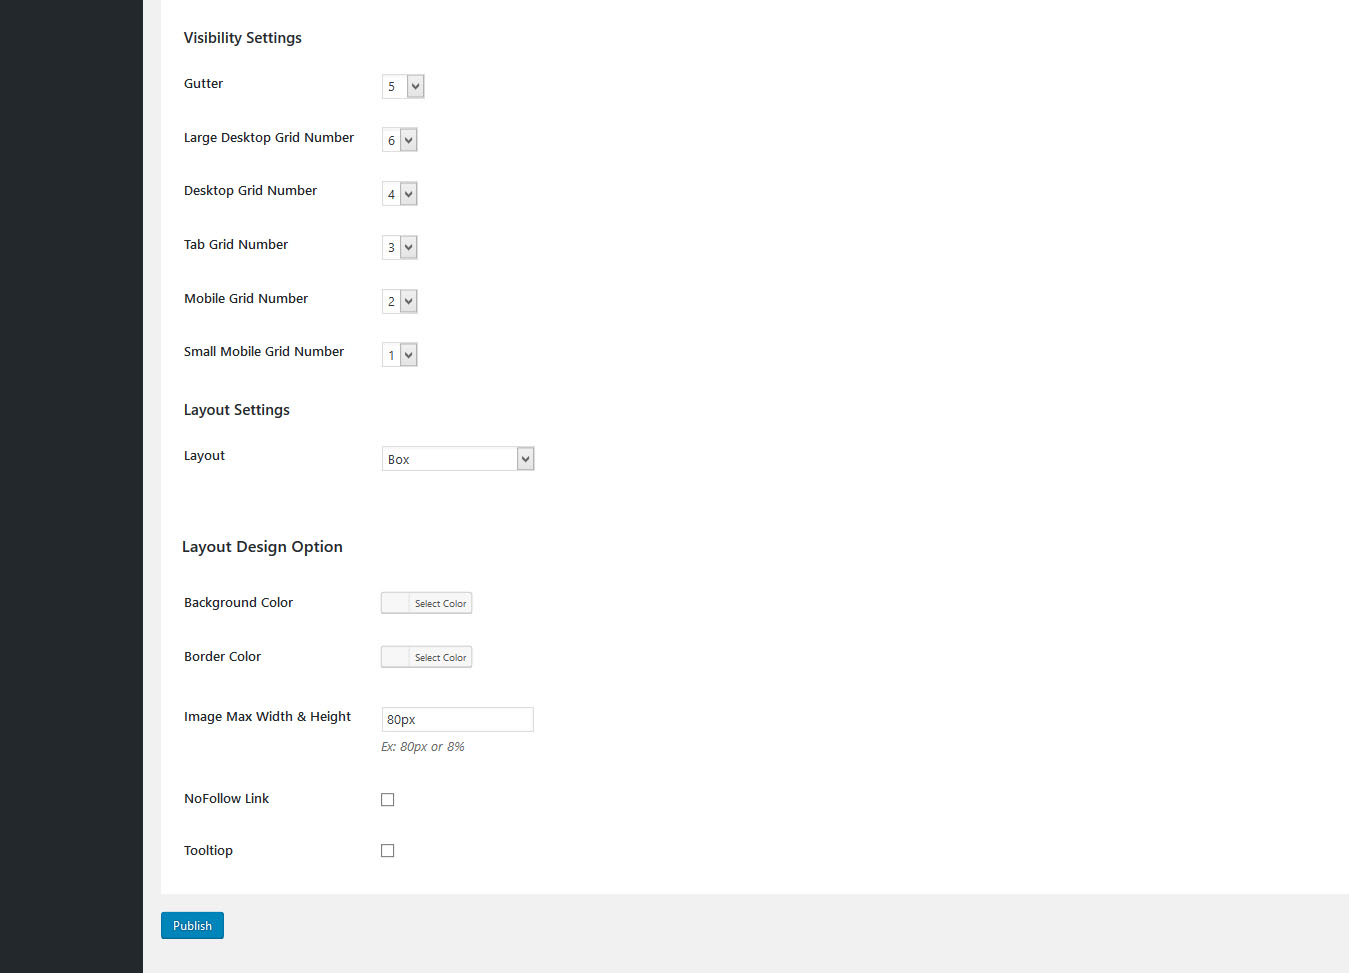 Visibility Settings
Gutter 5
Large Desktop Grid Number 6
Desktop Grid Number 4
Tab Grid Number 3
Mobile Grid Number 2
Small Mobile Grid Number 1
Layout Settings
Layout Box
Layout Design Option
Background Color Select Color
Border Color Select Color
Image Max Width & Height 80px
Ex: 80px or 8%
NoFollow Link
Tooltiop
Publish